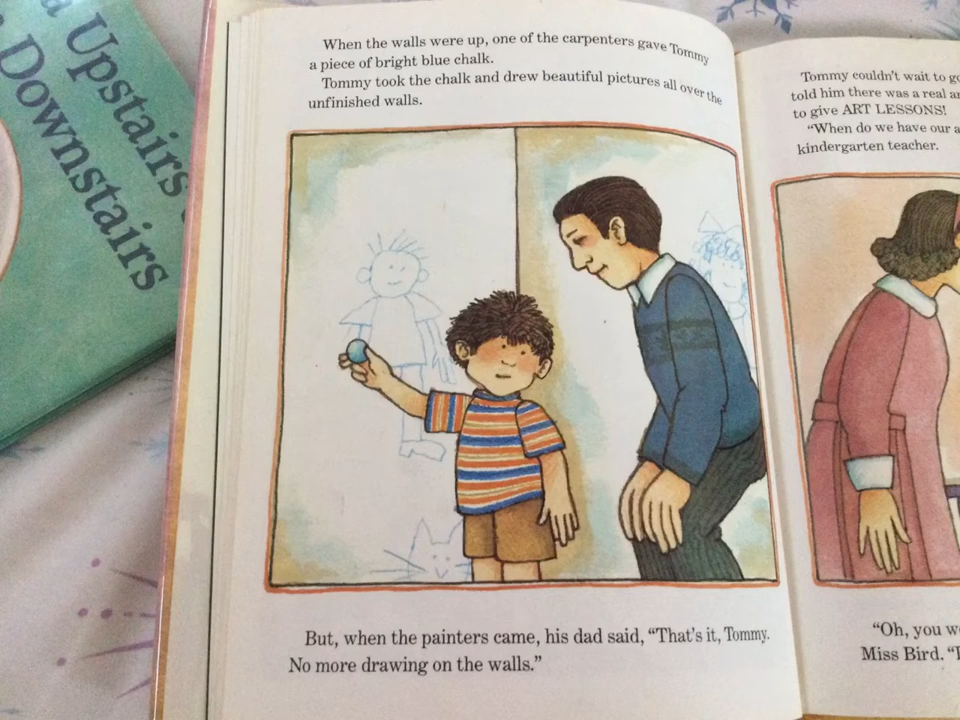 Upstairs
Downstairs
When the walls were up, one of the carpenters gave Tommy
a piece of bright blue chalk.
Tommy took the chalk and drew beautiful pictures all over the
unfinished walls.
But, when the painters came, his dad said, “That’s it, Tommy.
No more drawing on the walls.”
Tommy couldn’t wait to
told him there was a real
to give ART LESSONS!
“When do we have our
kindergarten teacher.
“Oh, you
Miss Bird.